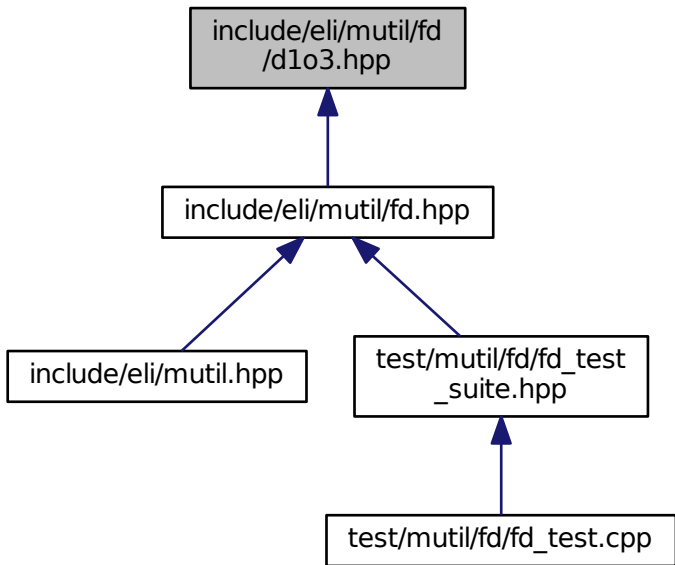 include/eli/mutil/fd
/d1o3.hpp
include/eli/mutil/fd.hpp
include/eli/mutil.hpp
test/mutil/fd/fd_test
_suite.hpp
test/mutil/fd/fd_test.cpp